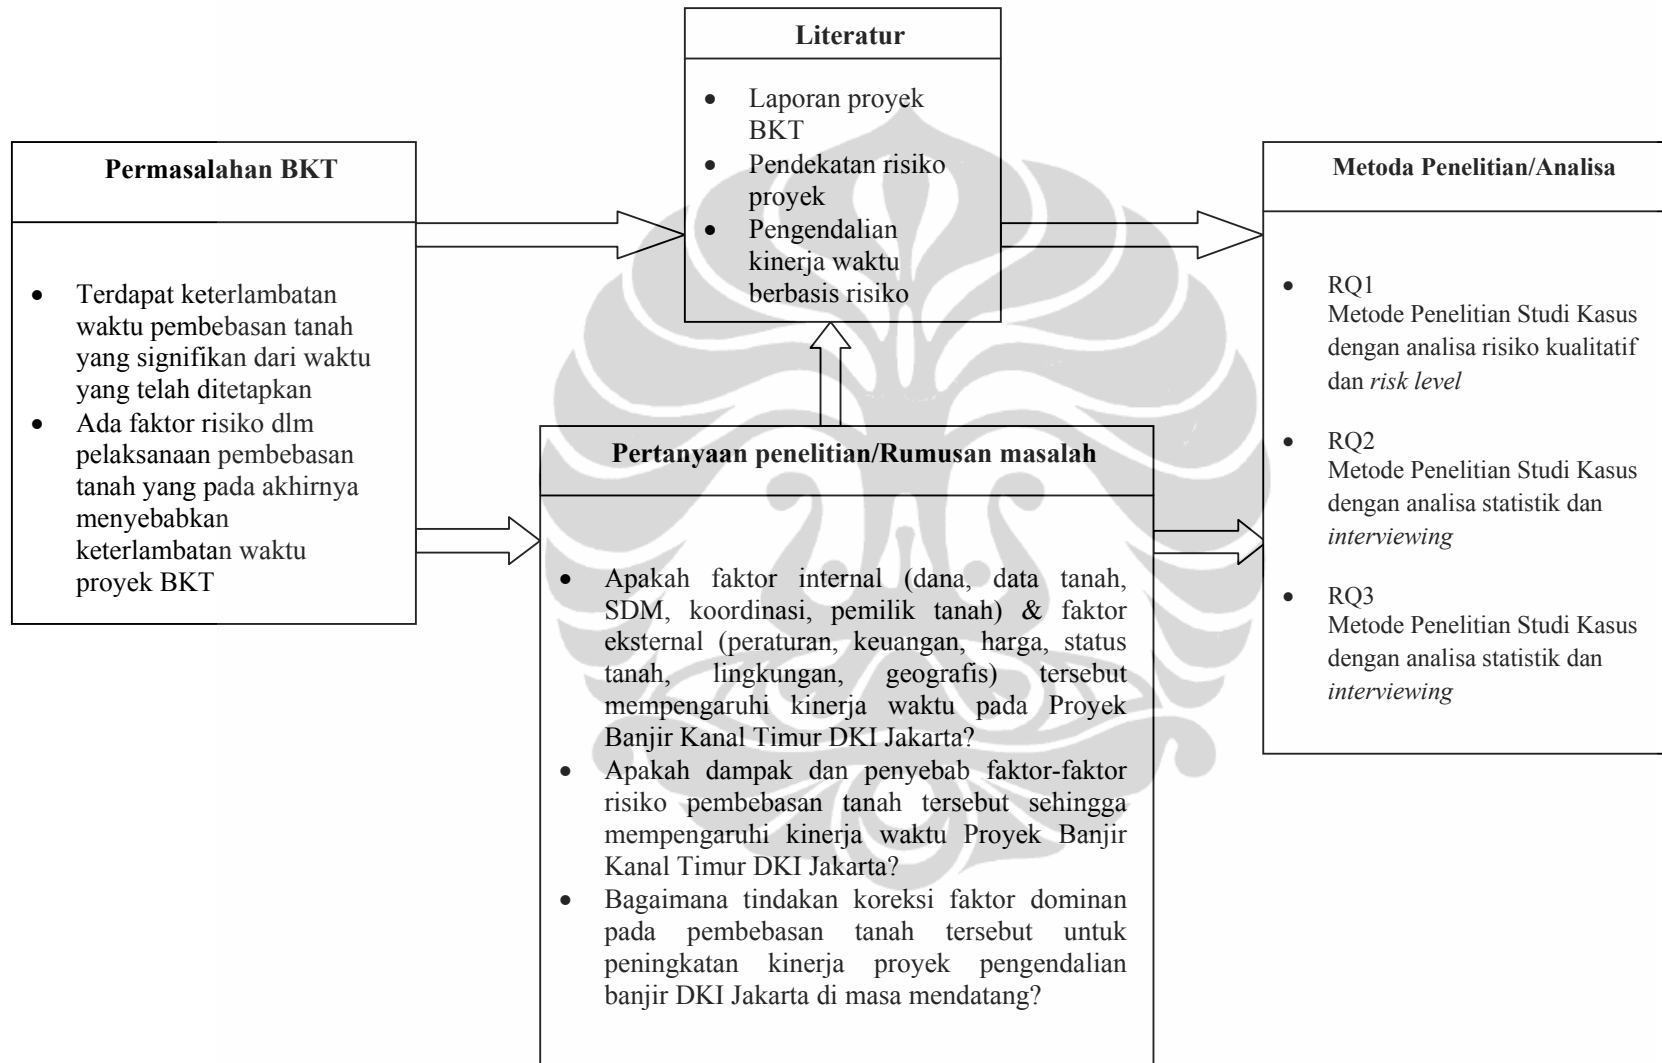 Literatur
• Laporan proyek
BKT
• Pendekatan risiko
proyek
• Pengendalian
kinerja waktu
berbasis risiko
Permasalahan BKT
• Terdapat keterlambatan
waktu pembebasan tanah
yang signifikan dari waktu
yang telah ditetapkan
• Ada faktor risiko dlm
pelaksanaan pembebasan
tanah yang pada akhirnya
menyebabkan
keterlambatan waktu
proyek BKT
Pertanyaan penelitian/Rumusan masalah
• Apakah faktor internal (dana, data tanah,
SDM, koordinasi, pemilik tanah) & faktor
eksternal (peraturan, keuangan, harga, status
tanah, lingkungan, geografis) tersebut
mempengaruhi kinerja waktu pada Proyek
Banjir Kanal Timur DKI Jakarta?
• Apakah dampak dan penyebab faktor-faktor
risiko pembebasan tanah tersebut sehingga
mempengaruhi kinerja waktu Proyek Banjir
Kanal Timur DKI Jakarta?
• Bagaimana tindakan koreksi faktor dominan
pada pembebasan tanah tersebut untuk
peningkatan kinerja proyek pengendalian
banjir DKI Jakarta di masa mendatang?
Metoda Penelitian/Analisa
• RQ1
Metode Penelitian Studi Kasus
dengan analisa risiko kualitatif
dan risk level
• RQ2
Metode Penelitian Studi Kasus
dengan analisa statistik dan
interviewing
• RQ3
Metode Penelitian Studi Kasus
dengan analisa statistik dan
interviewing